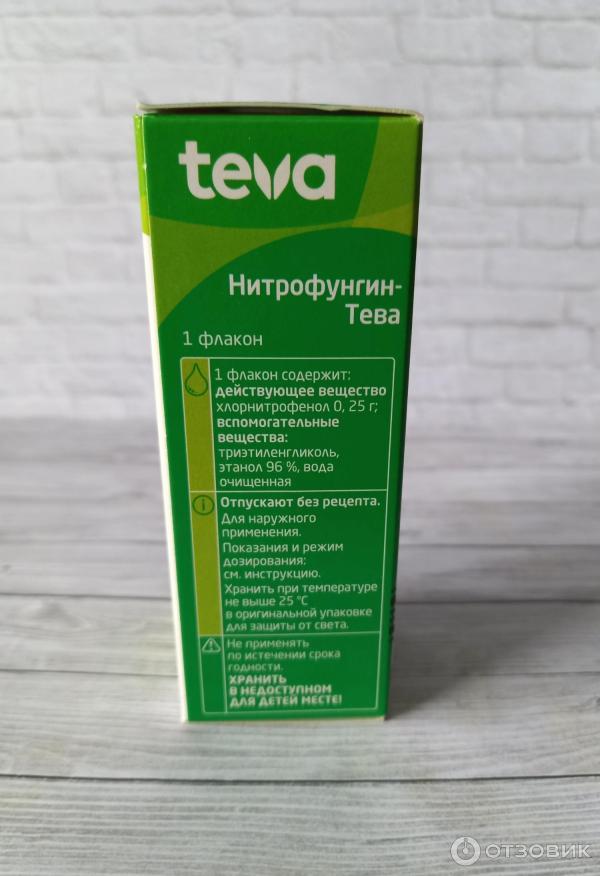 teva
Нитрофунгин-
Тева
1 флакон
1 флакон содержит:
действующее вещество
хлорнитрофенол 0, 25 г;
вспомогательные
вещества:
триэтиленгликоль,
этанол 96 %, вода
очищенная
Отпускают без рецепта.
Для наружного
применения.
Показания и режим
дозирования:
см. инструкцию.
Хранить при температуре
не выше 25 °C
в оригинальной упаковке
для защиты от света.
Не применять
по истечении срока
годности.
ХРАНИТЬ
В НЕДОСТУПНОМ
ДЛЯ ДЕТЕЙ МЕСТЕ!
ОТЗОВИК